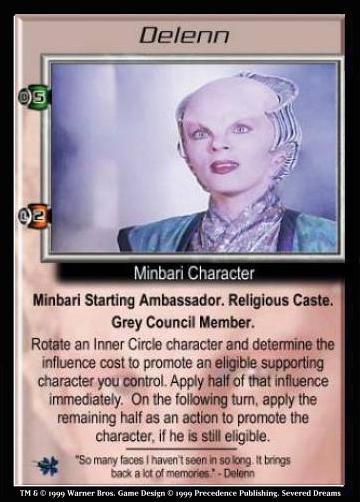 Delenn
D5
L2
Minbari Character
Minbari Starting Ambassador. Religious Caste.
Grey Council Member.
Rotate an Inner Circle character and determine the
influence cost to promote an eligible supporting
character you control. Apply half of that influence
immediately. On the following turn, apply the
remaining half as an action to promote the
character, if he is still eligible.
"So many faces I haven't seen in so long. It brings
back a lot of memories." - Delenn
TM & © 1999 Warner Bros. Game Design © 1999 Precedence Publishing. Severed Dreams